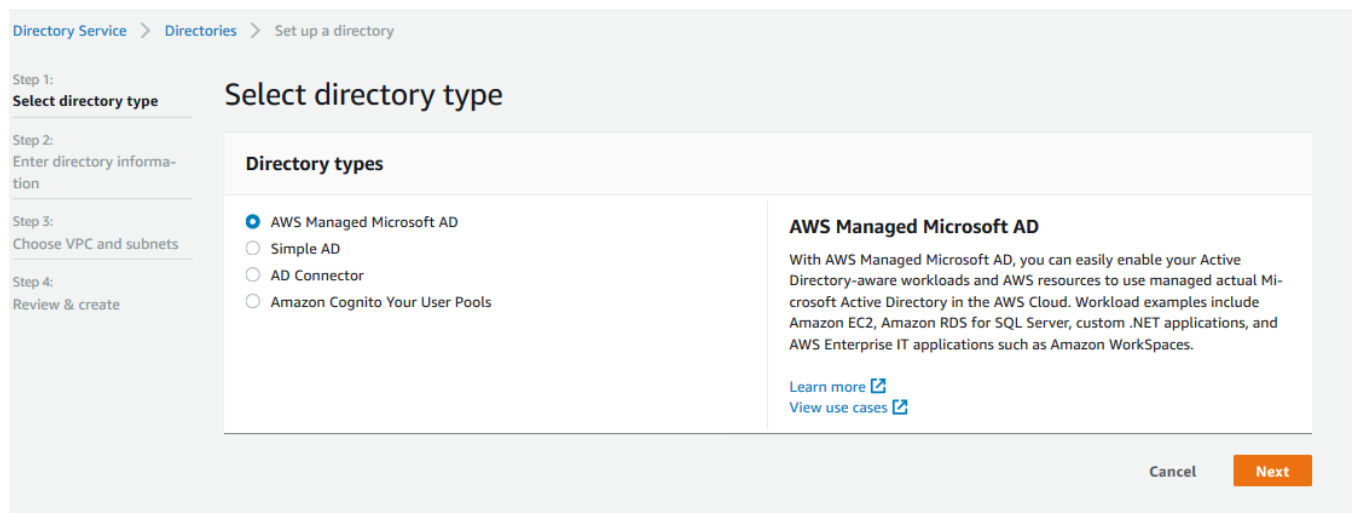 Directory Service > Directories > Set up a directory
Step 1:
Select directory type
Step 2:
Enter directory informa-
tion
Step 3:
Choose VPC and subnets
Step 4:
Review & create
Select directory type
Directory types
AWS Managed Microsoft AD
Simple AD
AD Connector
Amazon Cognito Your User Pools
AWS Managed Microsoft AD
With AWS Managed Microsoft AD, you can easily enable your Active
Directory-aware workloads and AWS resources to use managed actual Mi-
crosoft Active Directory in the AWS Cloud. Workload examples include
Amazon EC2, Amazon RDS for SQL Server, custom .NET applications, and
AWS Enterprise IT applications such as Amazon WorkSpaces.
Learn more
View use cases
Cancel
Next